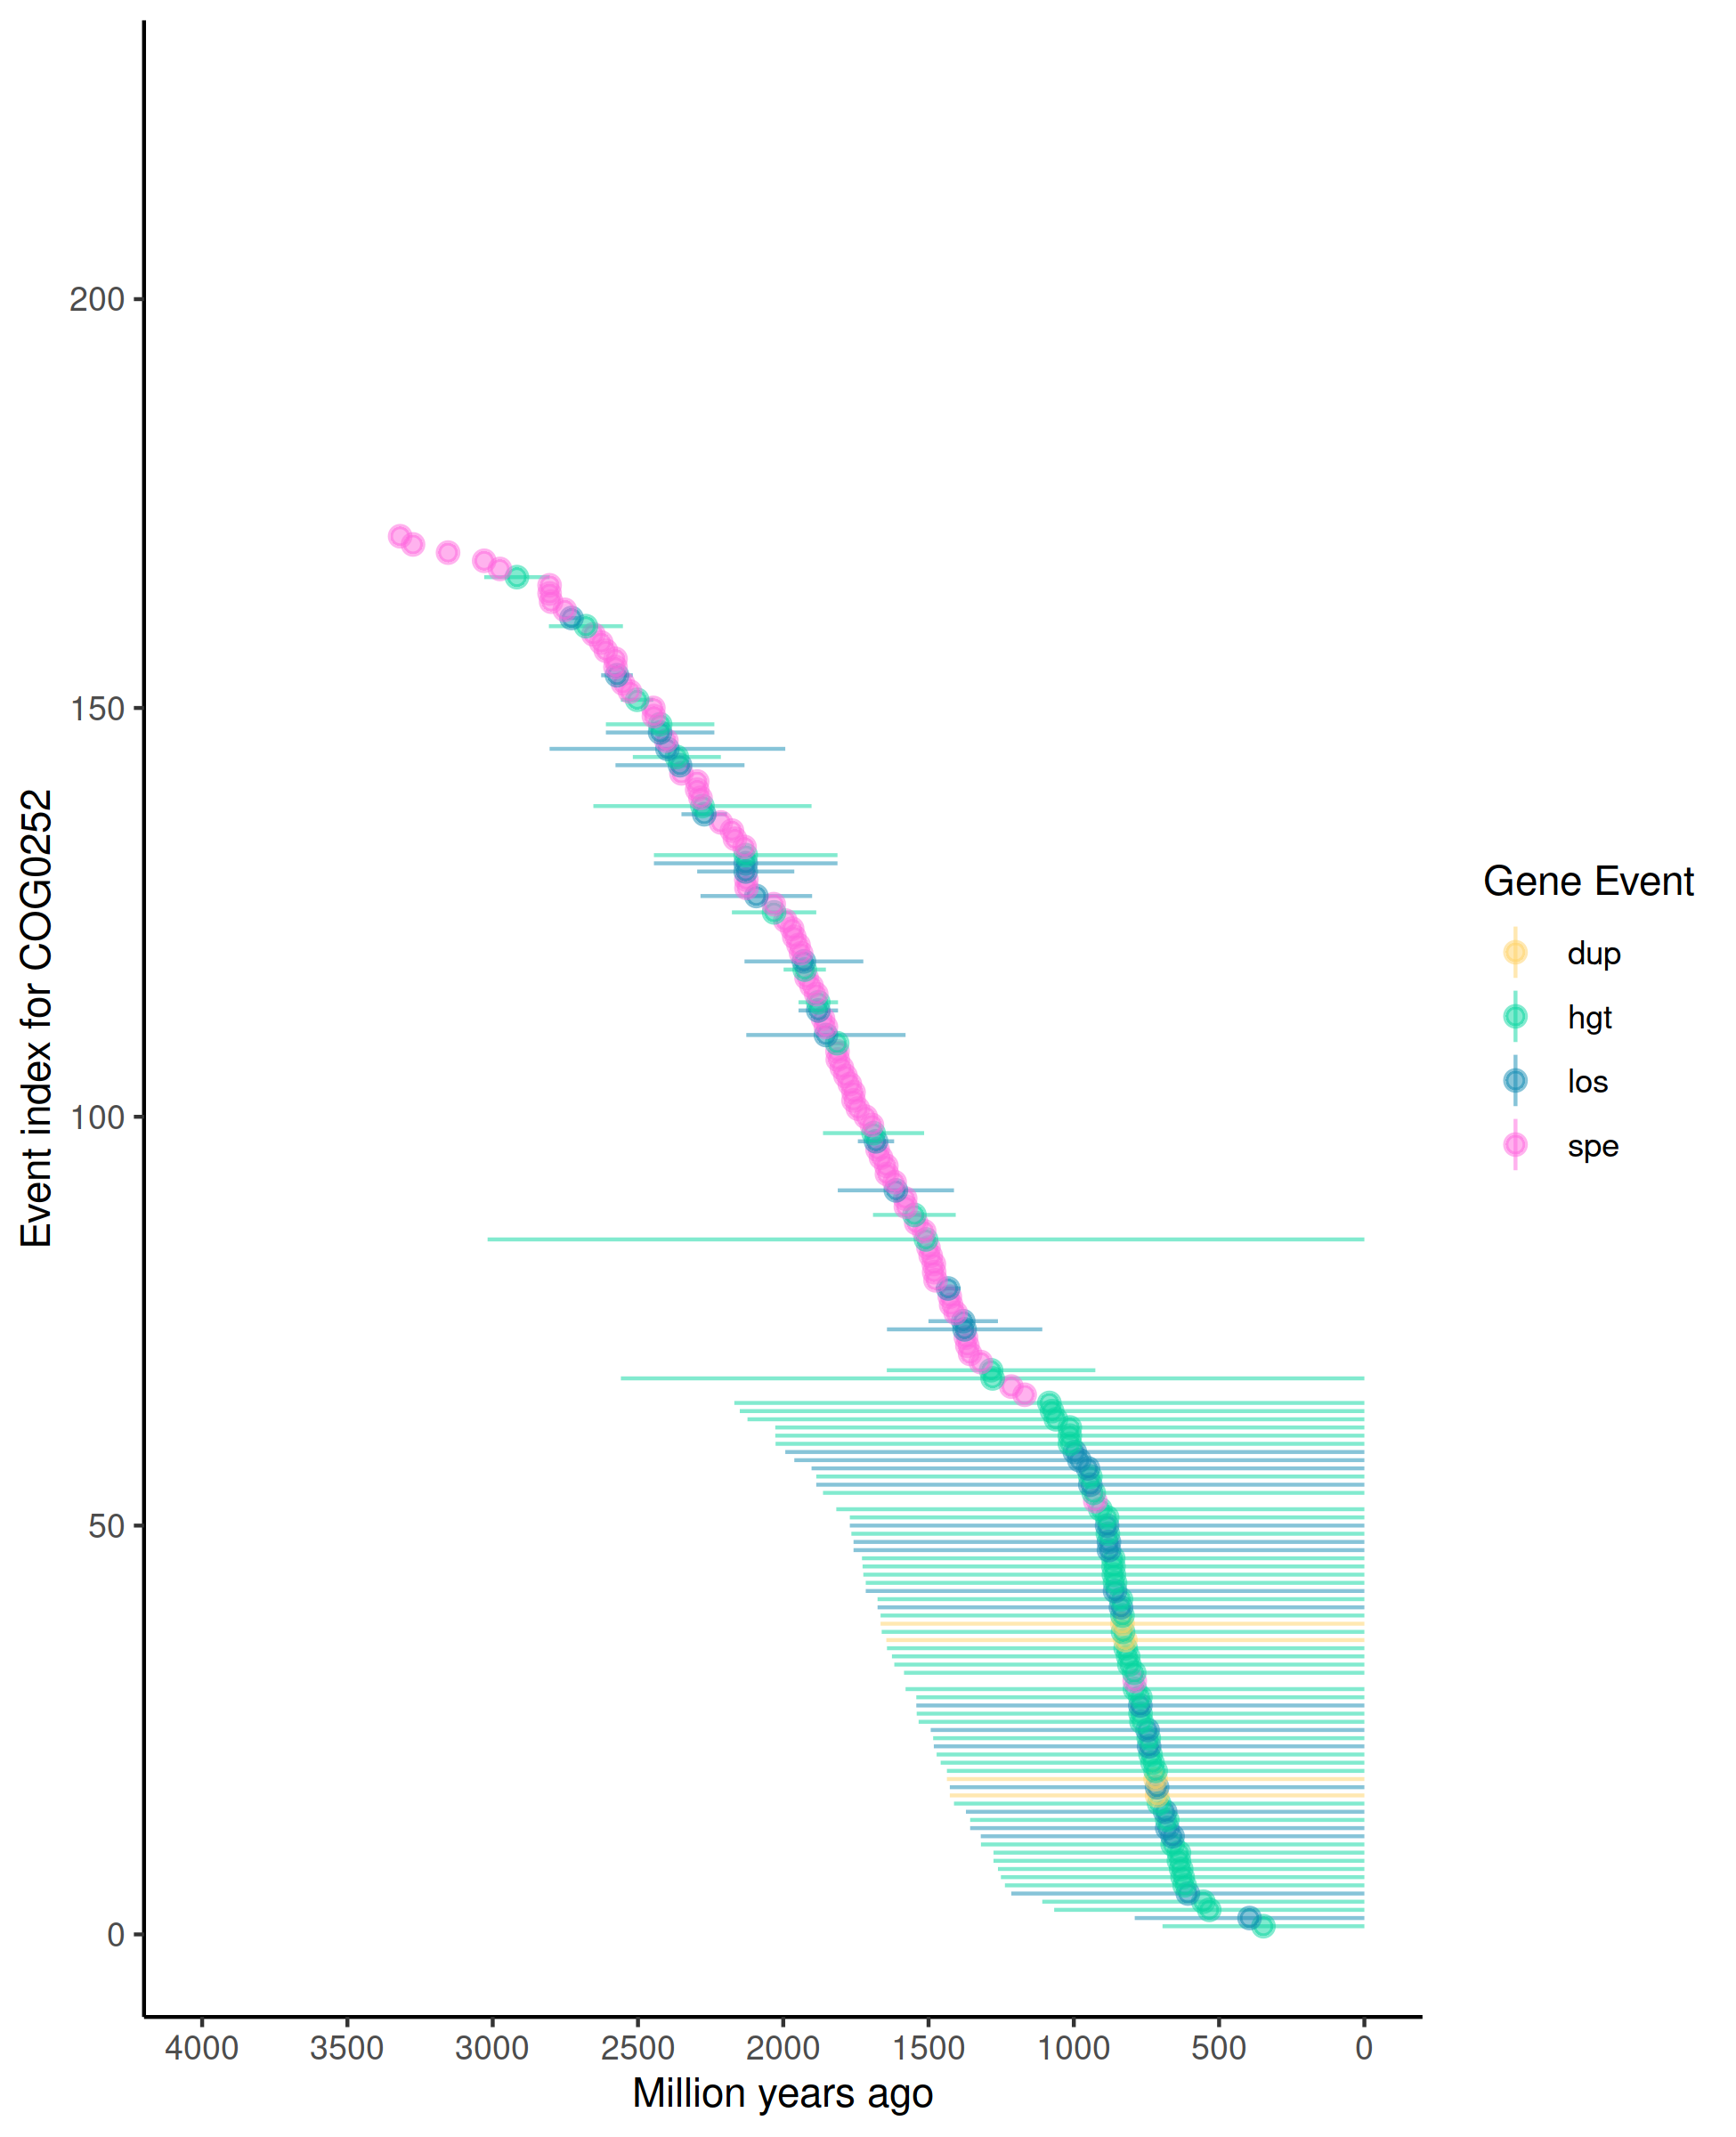 Event index for COG0252
200
150
100
50
0
4000 3500 3000 2500 2000 1500 1000 500 0
Million years ago
Gene Event
dup
hgt
los
spe